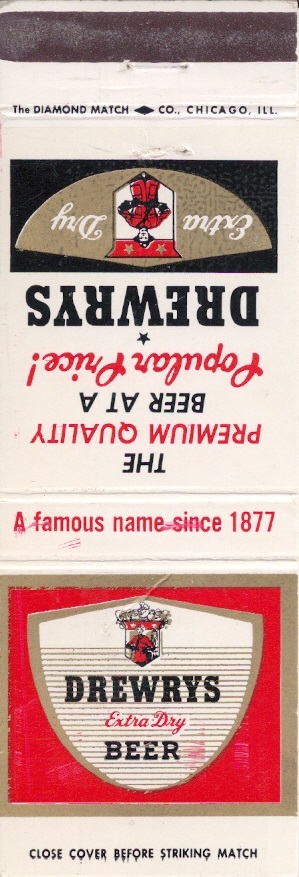 The DIAMOND MATCH CO., CHICAGO, ILL.
THE
PREMIUM QUALITY
BEER AT A
Popular Price!
DREWRYS
Extra Dry
A famous name since 1877
DREWRYS
Extra Dry
BEER
CLOSE COVER BEFORE STRIKING MATCH